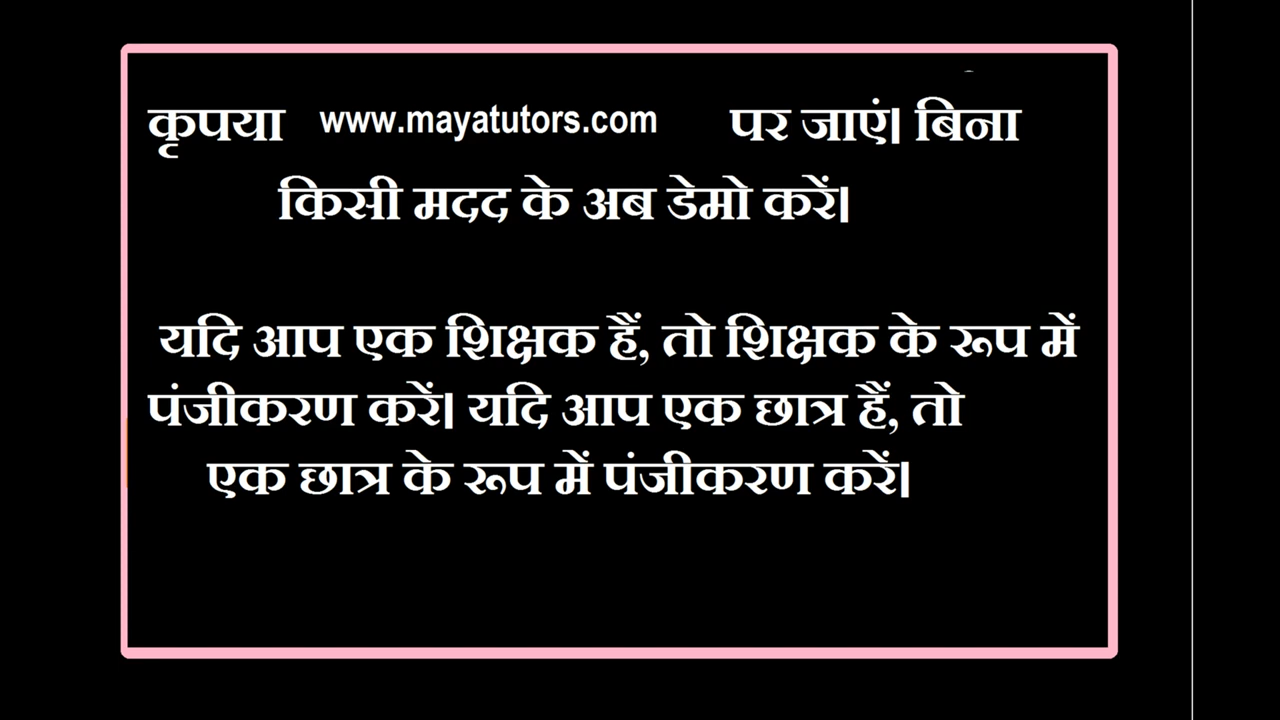 कृपया www.mayatutors.com पर जाएं। बिना
किसी मदद के अब डेमो करें।
यदि आप एक शिक्षक हैं, तो शिक्षक के रूप में
पंजीकरण करें। यदि आप एक छात्र हैं, तो
एक छात्र के रूप में पंजीकरण करें।